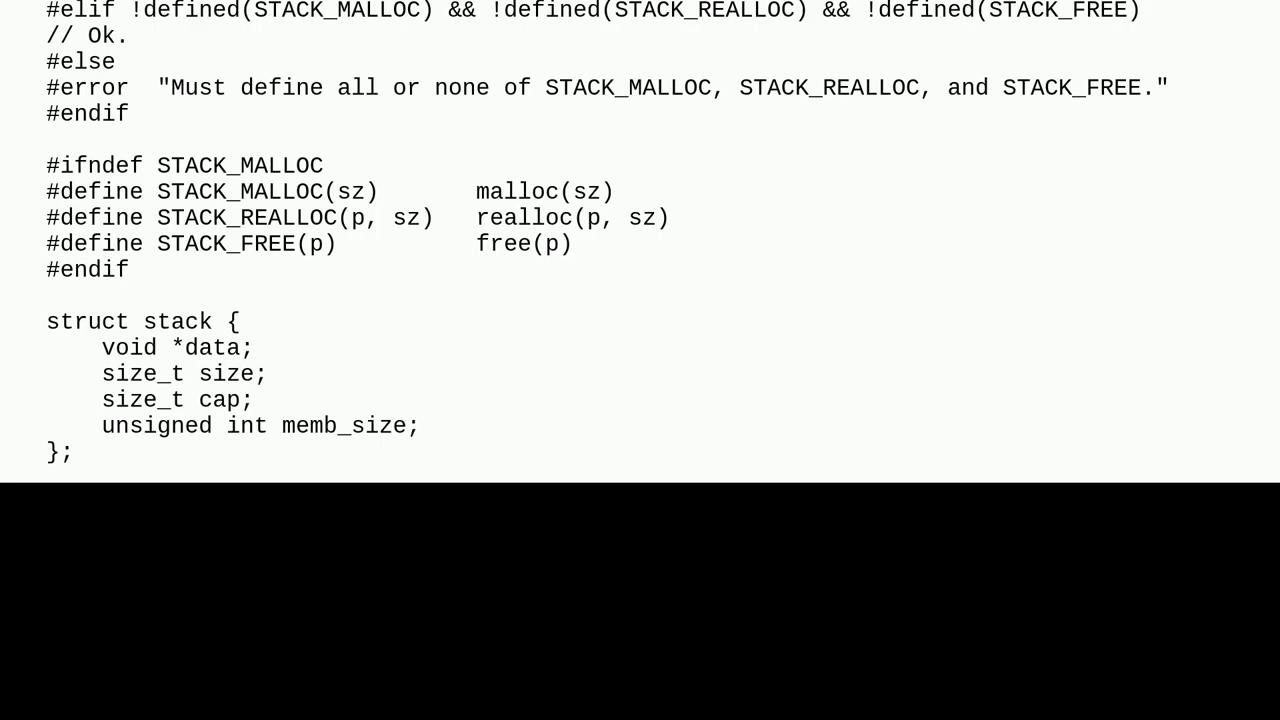 #elif !defined(STACK_MALLOC) && !defined(STACK_REALLOC) && !defined(STACK_FREE)
// Ok.
#else
#error  "Must define all or none of STACK_MALLOC, STACK_REALLOC, and STACK_FREE."
#endif

#ifndef STACK_MALLOC
#define STACK_MALLOC(sz)       malloc(sz)
#define STACK_REALLOC(p, sz)   realloc(p, sz)
#define STACK_FREE(p)          free(p)
#endif

struct stack {
    void *data;
    size_t size;
    size_t cap;
    unsigned int memb_size;
};